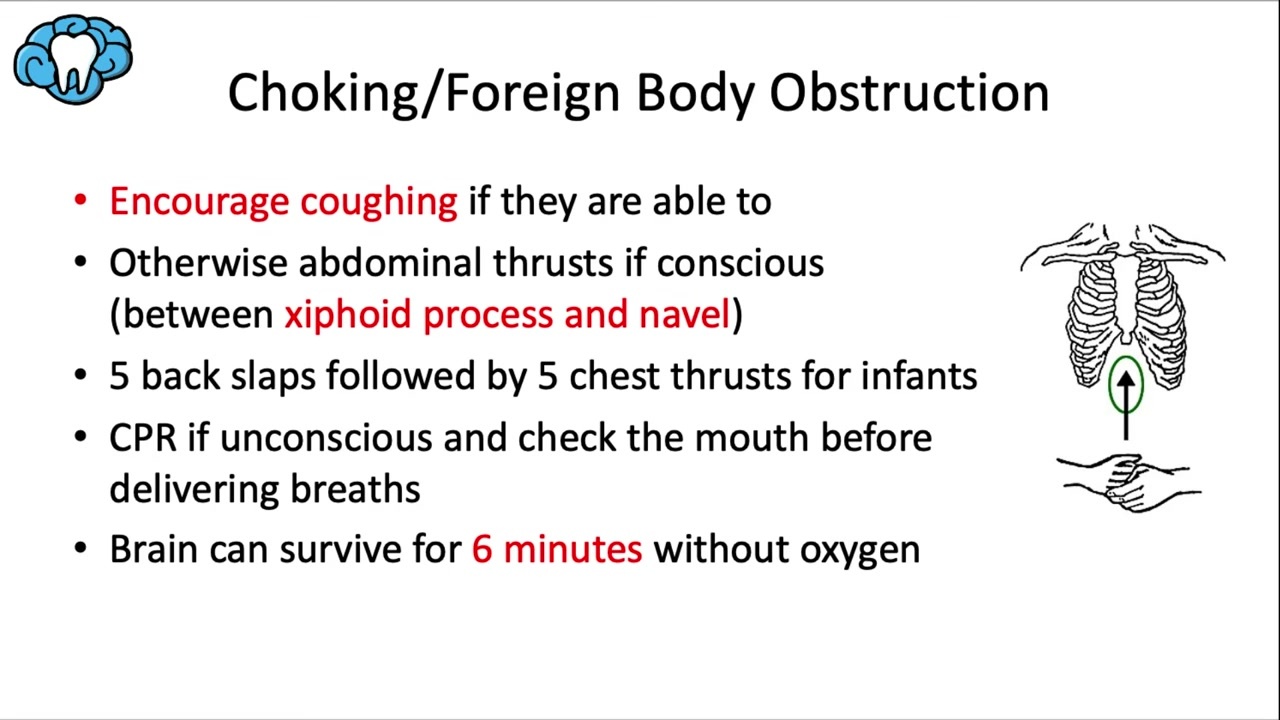 Choking/Foreign Body Obstruction
• Encourage coughing if they are able to
• Otherwise abdominal thrusts if conscious
(between xiphoid process and navel)
• 5 back slaps followed by 5 chest thrusts for infants
• CPR if unconscious and check the mouth before
delivering breaths
• Brain can survive for 6 minutes without oxygen